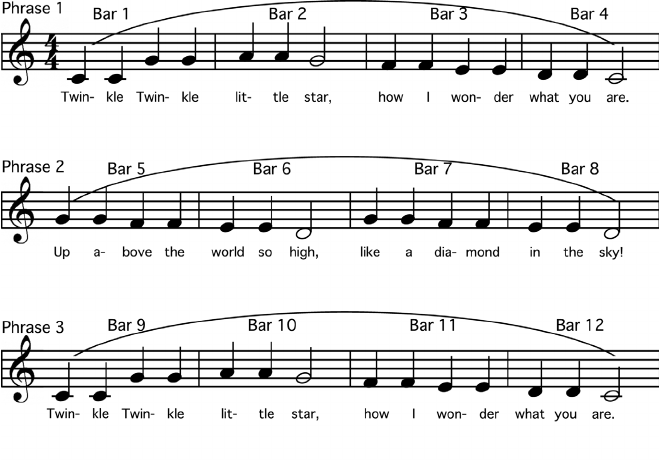 Phrase 1 Bar 1 Bar 2 Bar 3 Bar 4
4
4
Twin- kle Twin- kle lit- tle star, how I won- der what you are.
Phrase 2 Bar 5 Bar 6 Bar 7 Bar 8
Up a- bove the world so high, like a dia- mond in the sky!
Phrase 3 Bar 9 Bar 10 Bar 11 Bar 12
Twin- kle Twin- kle lit- tle star, how I won- der what you are.